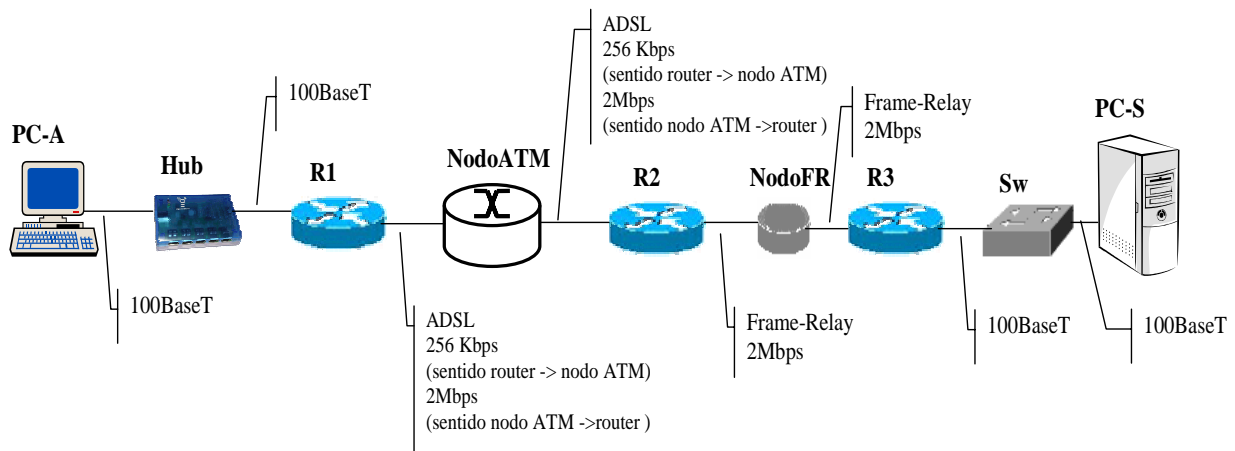 ADSL
256 Kbps
(sentido router -> nodo ATM)
2Mbps
(sentido nodo ATM ->router )
100BaseT
Frame-Relay
2Mbps
PC-A
PC-S
Hub
R1
NodoATM
R2
NodoFR
R3
Sw
100BaseT
ADSL
256 Kbps
(sentido router -> nodo ATM)
2Mbps
(sentido nodo ATM ->router )
Frame-Relay
2Mbps
100BaseT
100BaseT